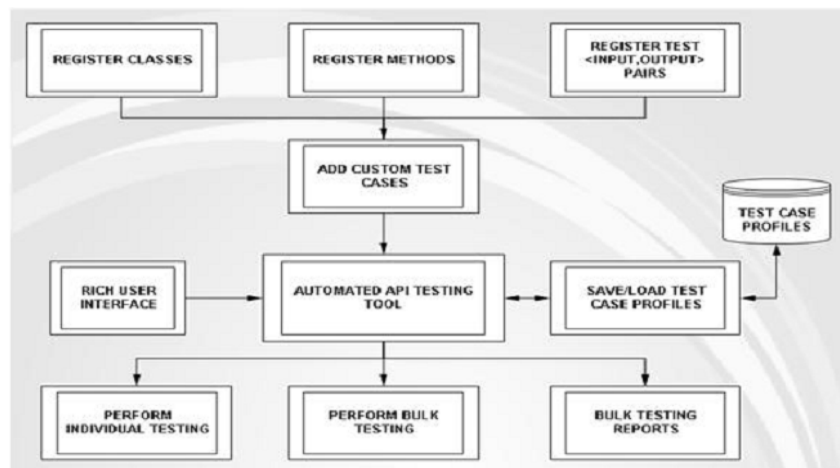 REGISTER CLASSES
REGISTER METHODS
REGISTER TEST
<INPUT,OUTPUT>
PAIRS
ADD CUSTOM TEST
CASES
TEST CASE
PROFILES
RICH USER
INTERFACE
AUTOMATED API TESTING
TOOL
SAVE/LOAD TEST
CASE PROFILES
PERFORM
INDIVIDUAL TESTING
PERFORM BULK
TESTING
BULK TESTING
REPORTS